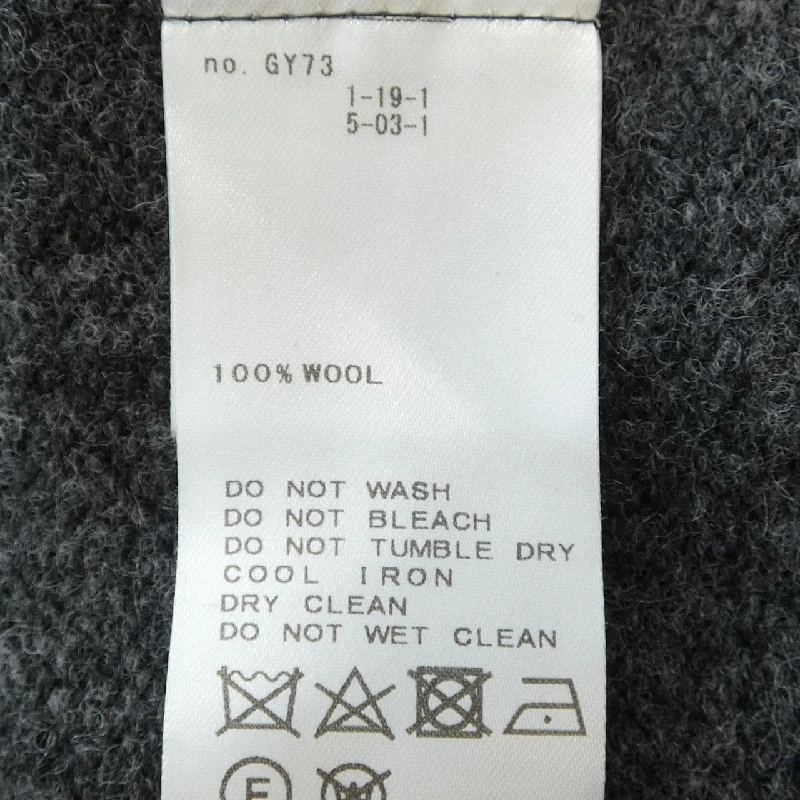 no. GY73
1-19-1
5-03-1
100% WOOL
DO NOT WASH
DO NOT BLEACH
DO NOT TUMBLE DRY
COOL IRON
DRY CLEAN
DO NOT WET CLEAN
F